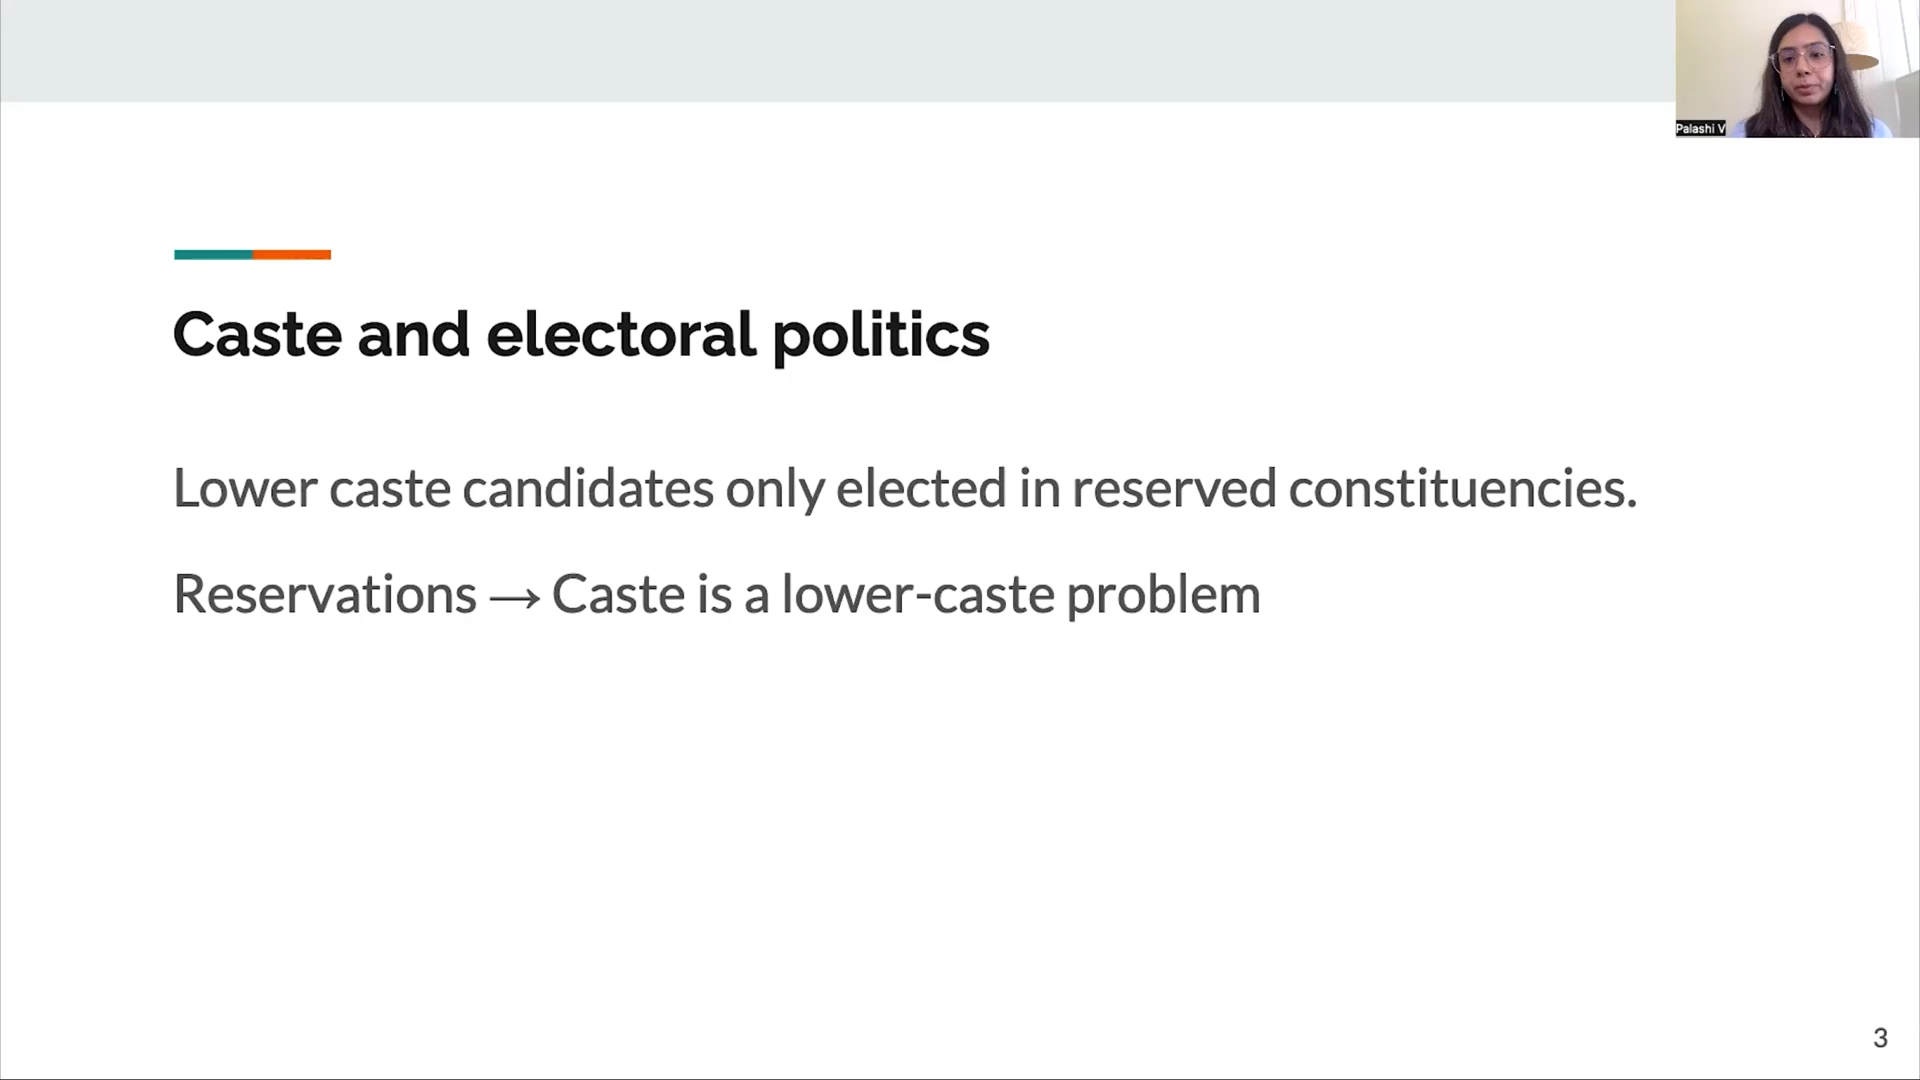 Palashi V
Caste and electoral politics
Lower caste candidates only elected in reserved constituencies.
Reservations → Caste is a lower-caste problem
3